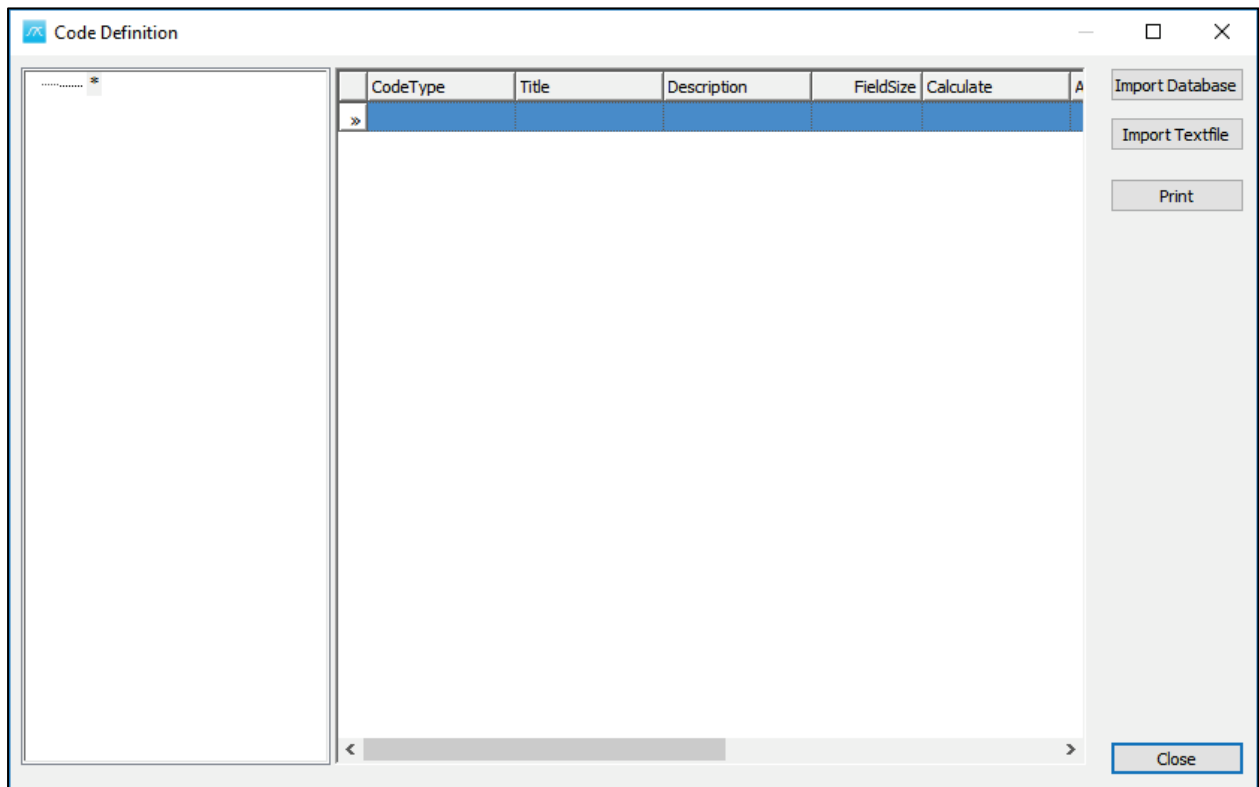 Code Definition
*
CodeType Title Description FieldSize Calculate A
»
Import Database
Import Textfile
Print
Close